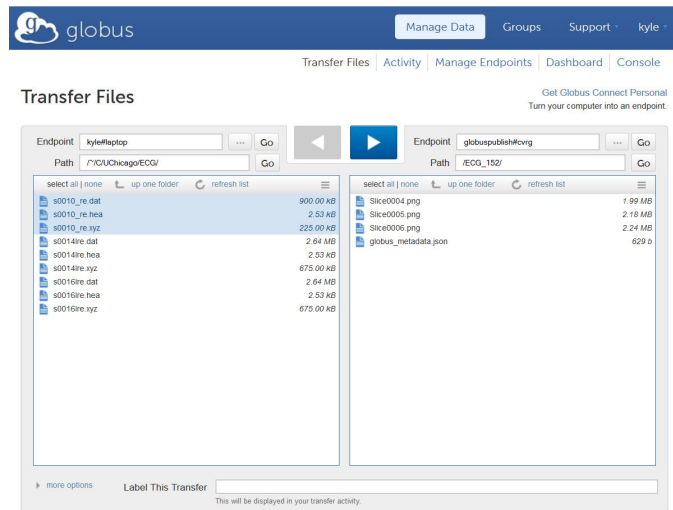 globus
Manage Data Groups Support kyle
Transfer Files Activity Manage Endpoints Dashboard Console
Transfer Files
Get Globus Connect Personal
Turn your computer into an endpoint.
Endpoint kyle#laptop ... Go
Path /~/C/UChicago/ECG/ Go
select all | none up one folder refresh list
s0010_re.dat 900.00 kB
s0010_re.hea 2.53 kB
s0010_re.xyz 225.00 kB
s0014lre.dat 2.64 MB
s0014lre.hea 2.53 kB
s0014lre.xyz 675.00 kB
s0016lre.dat 2.64 MB
s0016lre.hea 2.53 kB
s0016lre.xyz 675.00 kB
Endpoint globuspublish#cvrg ... Go
Path /ECG_152/ Go
select all | none up one folder refresh list
Slice0004.png 1.99 MB
Slice0005.png 2.18 MB
Slice0006.png 2.24 MB
globus_metadata.json 629 b
more options
Label This Transfer
This will be displayed in your transfer activity.